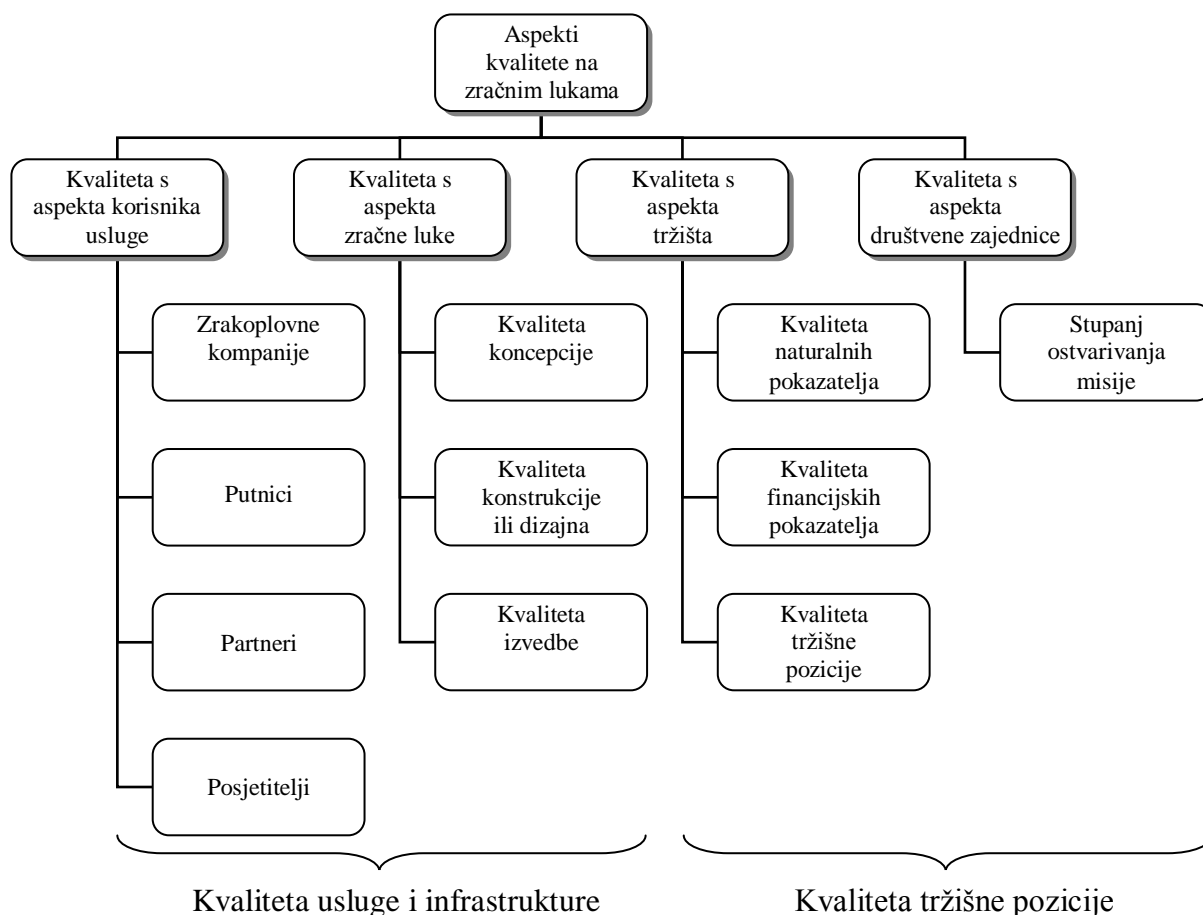 Aspekti
kvalitete na
zračnim lukama
Kvaliteta s
aspekta korisnika
usluge
Kvaliteta s
aspekta
zračne luke
Kvaliteta s
aspekta
tržišta
Kvaliteta s
aspekta
društvene zajednice
Zrakoplovne
kompanije
Putnici
Partneri
Posjetitelji
Kvaliteta
koncepcije
Kvaliteta
konstrukcije
ili dizajna
Kvaliteta
izvedbe
Kvaliteta
naturalnih
pokazatelja
Kvaliteta
financijskih
pokazatelja
Kvaliteta
tržišne
pozicije
Stupanj
ostvarivanja
misije
Kvaliteta usluge i infrastrukture
Kvaliteta tržišne pozicije